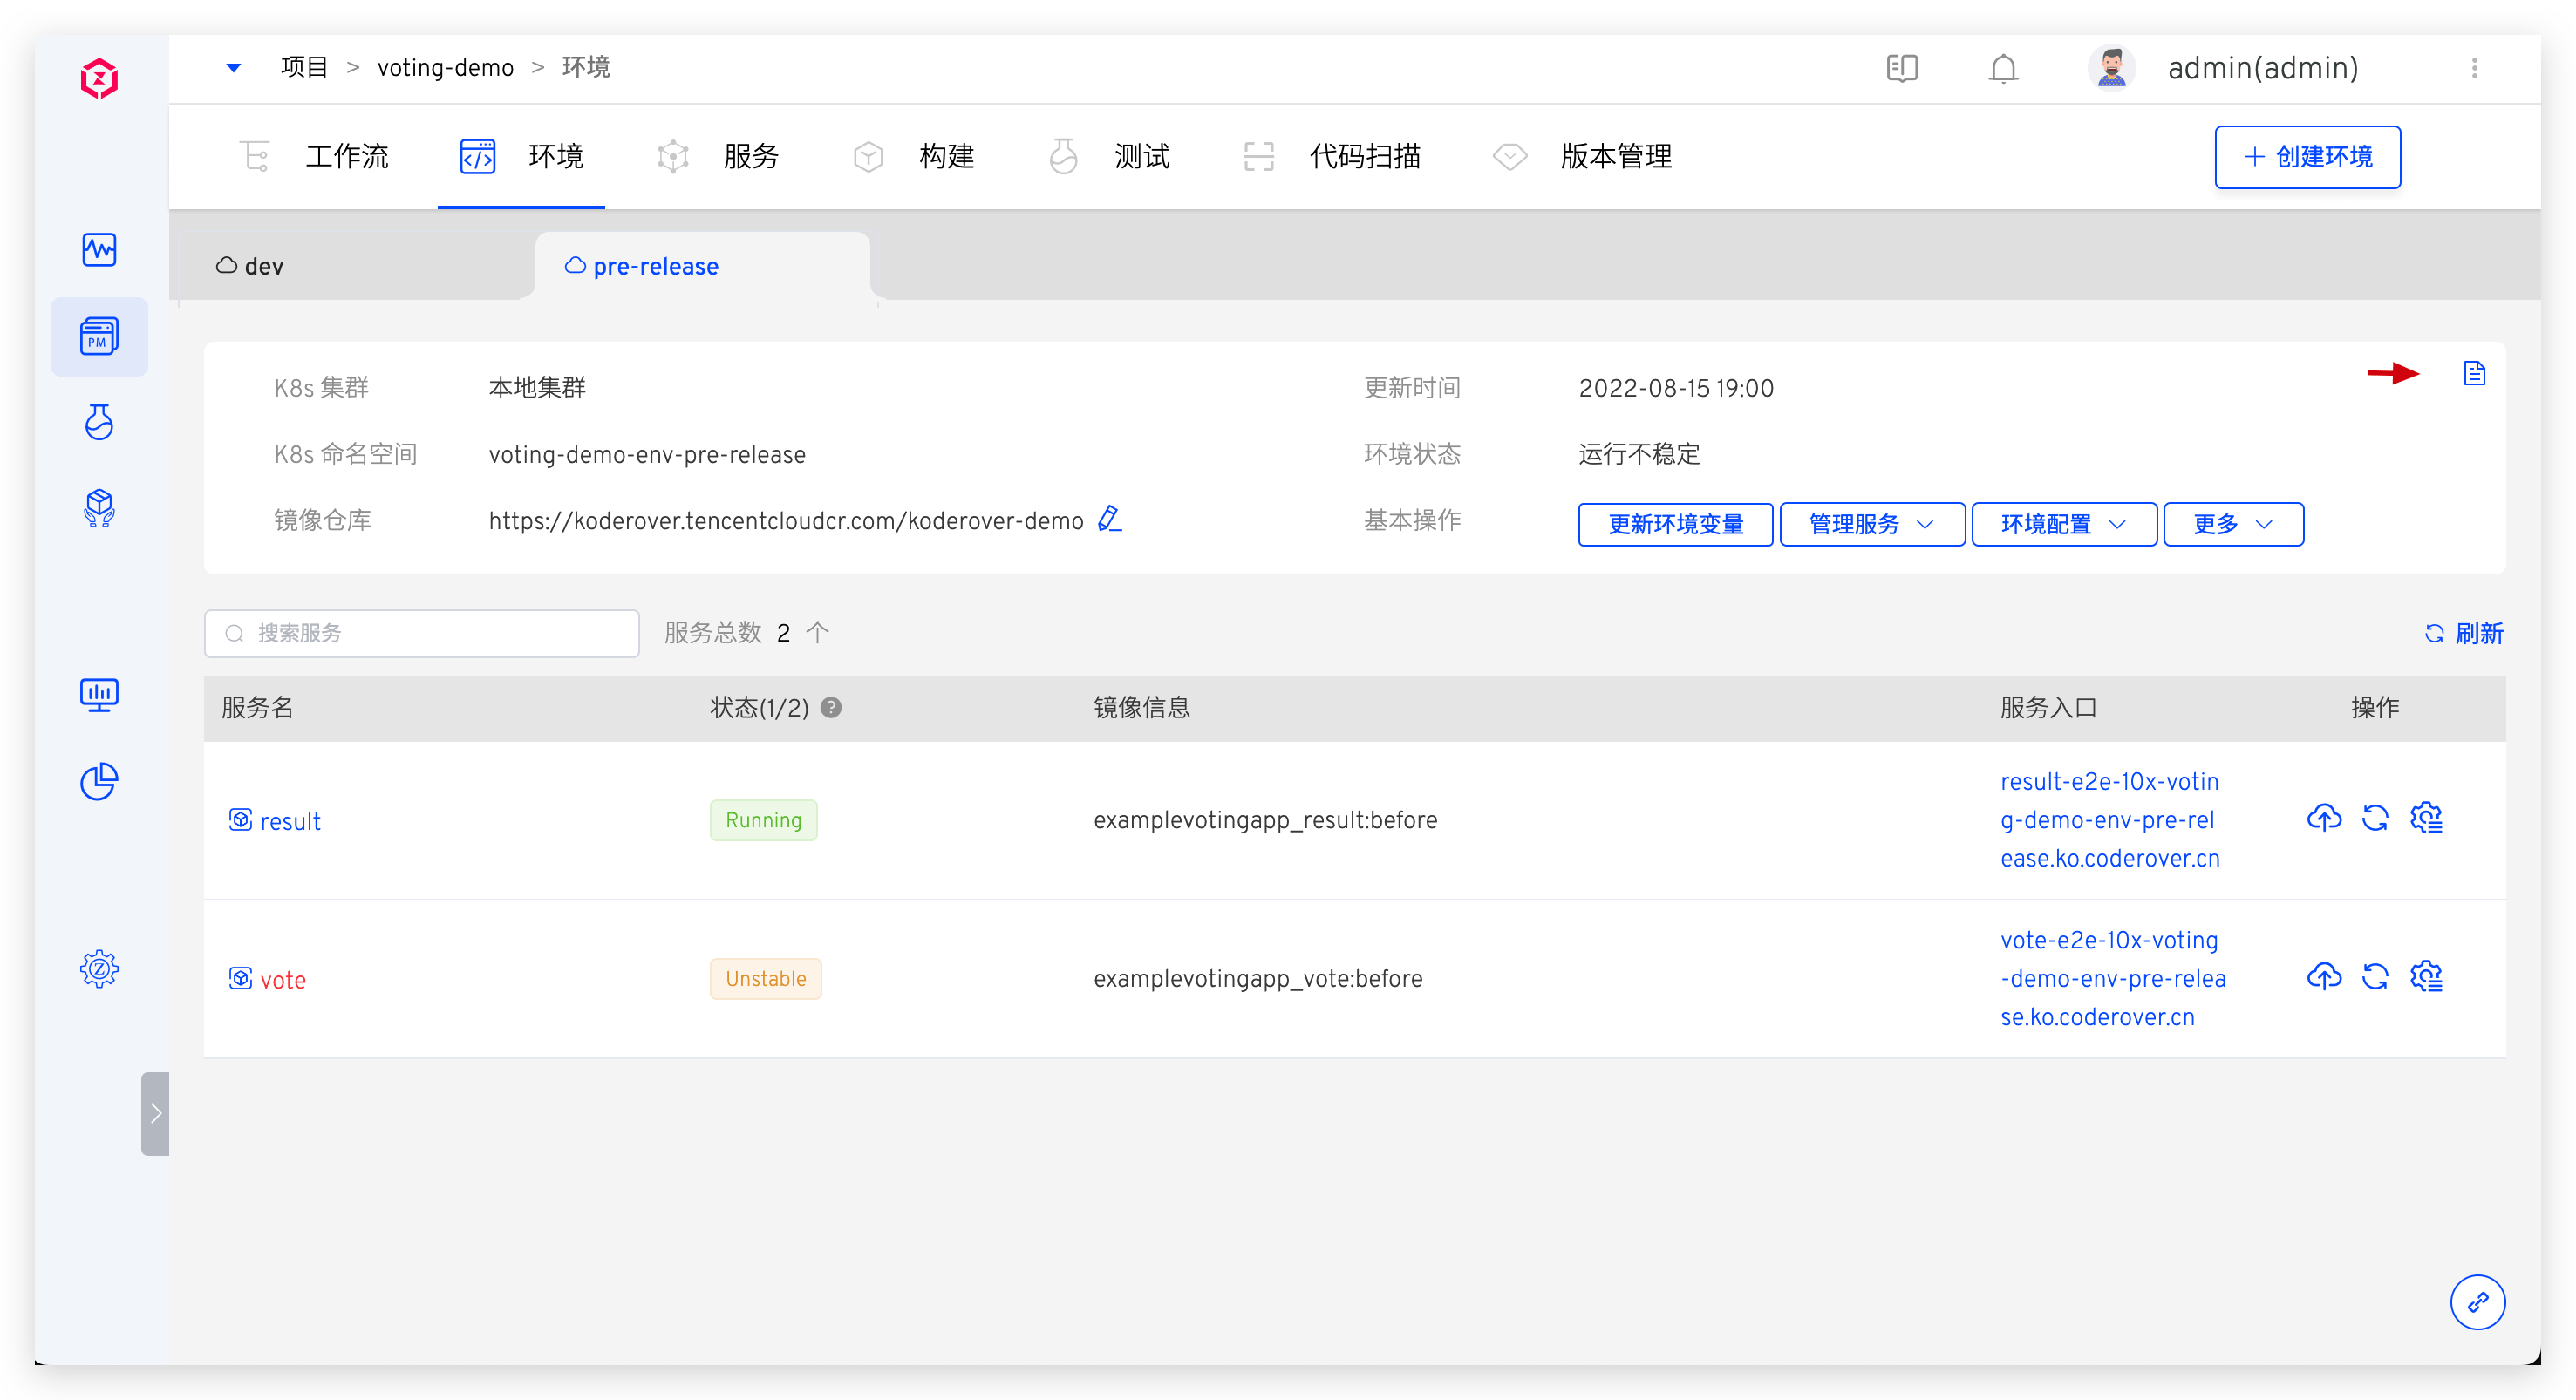 项目 > voting-demo > 环境
admin(admin)
工作流 环境 服务 构建 测试 代码扫描 版本管理
+ 创建环境
dev pre-release
PM
K8s 集群 本地集群 更新时间 2022-08-15 19:00
K8s 命名空间 voting-demo-env-pre-release 环境状态 运行不稳定
镜像仓库 https://koderover.tencentcloudcr.com/koderover-demo 基本操作 更新环境变量 管理服务 环境配置 更多
搜索服务 服务总数 2 个 刷新
服务名 状态(1/2) ? 镜像信息 服务入口 操作
result Running examplevotingapp_result:before
result-e2e-10x-votin
g-demo-env-pre-rel
ease.ko.coderover.cn
vote Unstable examplevotingapp_vote:before
vote-e2e-10x-voting
-demo-env-pre-relea
se.ko.coderover.cn